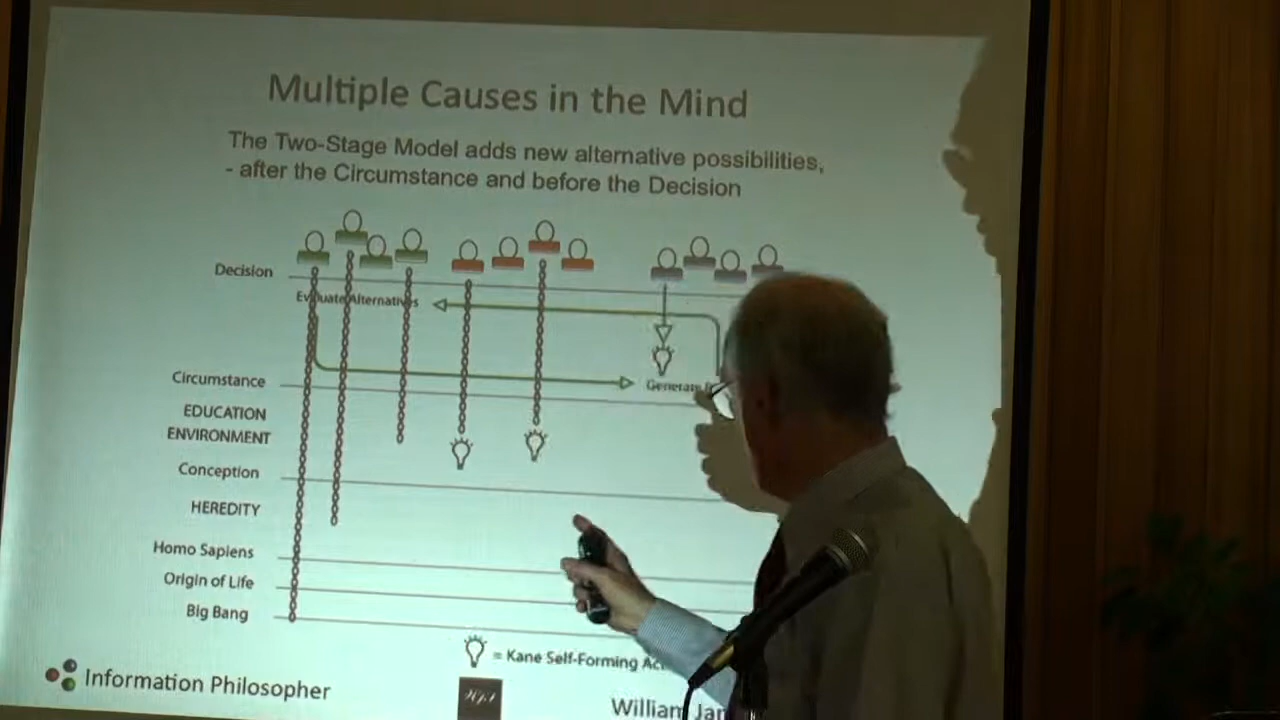 Multiple Causes in the Mind
The Two-Stage Model adds new alternative possibilities,
- after the Circumstance and before the Decision
Decision
Evaluate Alternatives
Circumstance
EDUCATION
ENVIRONMENT
Conception
HEREDITY
Homo Sapiens
Origin of Life
Big Bang
= Kane Self-Forming
Information Philosopher
William